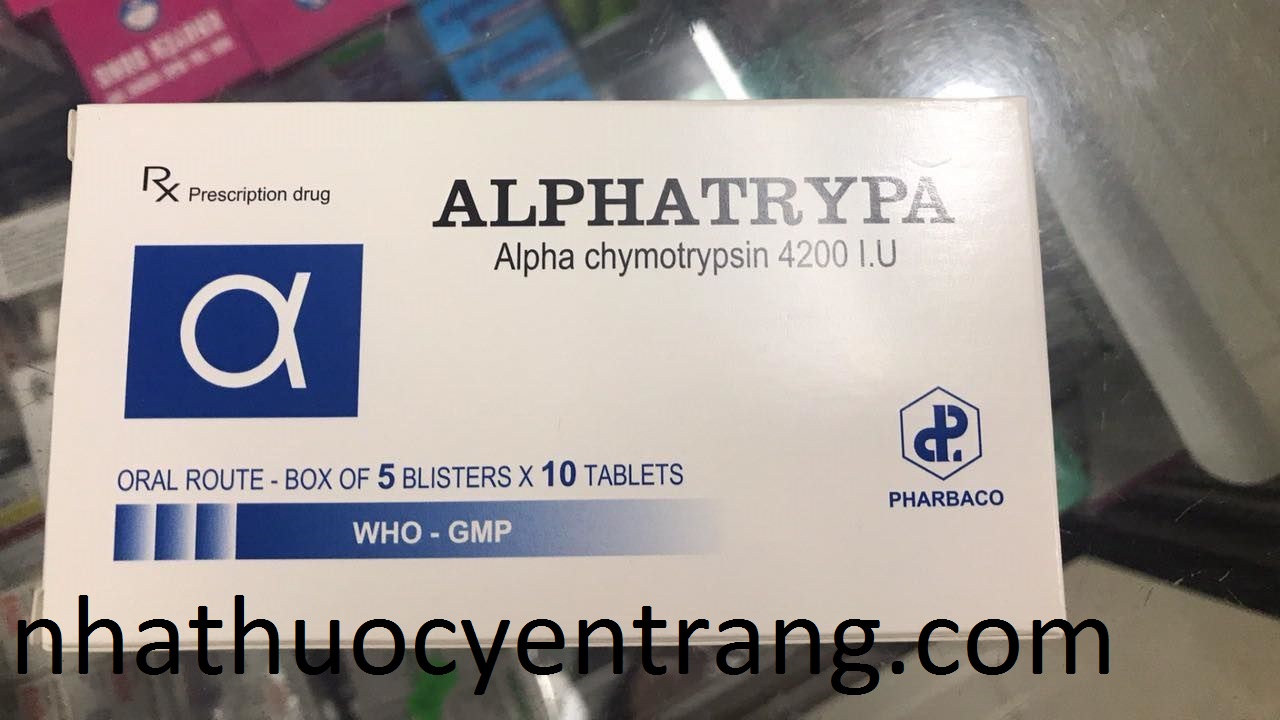 Rx Prescription drug
ALPHATRYPA
Alpha chymotrypsin 4200 I.U
α
ORAL ROUTE - BOX OF 5 BLISTERS X 10 TABLETS
PHARBACO
WHO - GMP
nhathuocyentrang.com